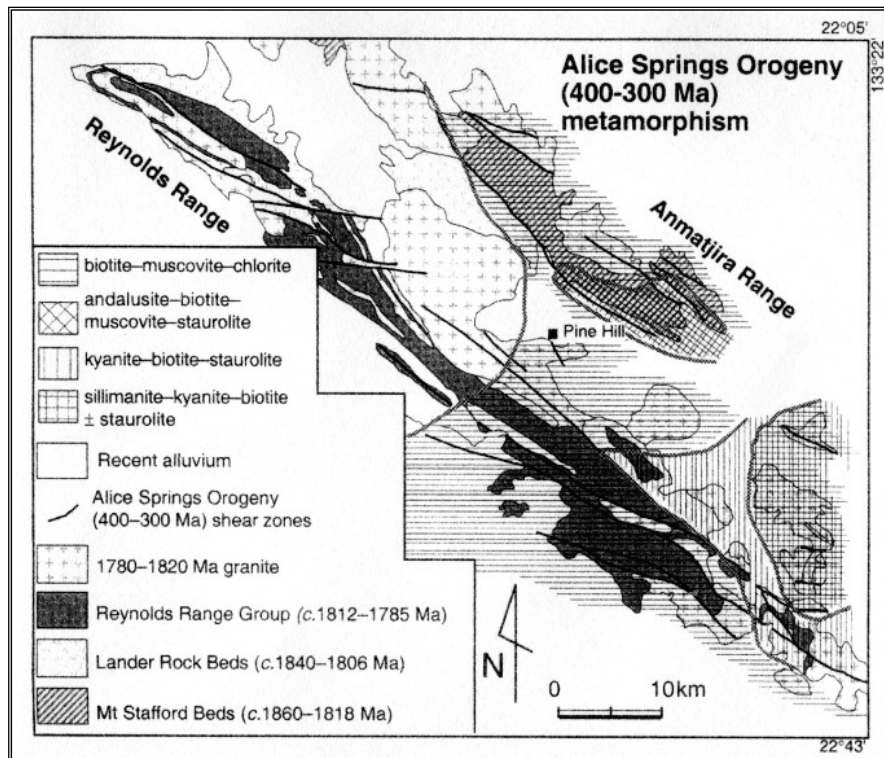 22°05'
133°22'
Alice Springs Orogeny
(400-300 Ma)
metamorphism
Reynolds Range
Anmatjira Range
Pine Hill
biotite–muscovite–chlorite
andalusite–biotite–
muscovite–staurolite
kyanite–biotite–staurolite
sillimanite–kyanite–biotite
± staurolite
Recent alluvium
Alice Springs Orogeny
(400–300 Ma) shear zones
1780–1820 Ma granite
Reynolds Range Group (c.1812–1785 Ma)
Lander Rock Beds (c.1840–1806 Ma)
Mt Stafford Beds (c.1860–1818 Ma)
N
0 10km
22°43'